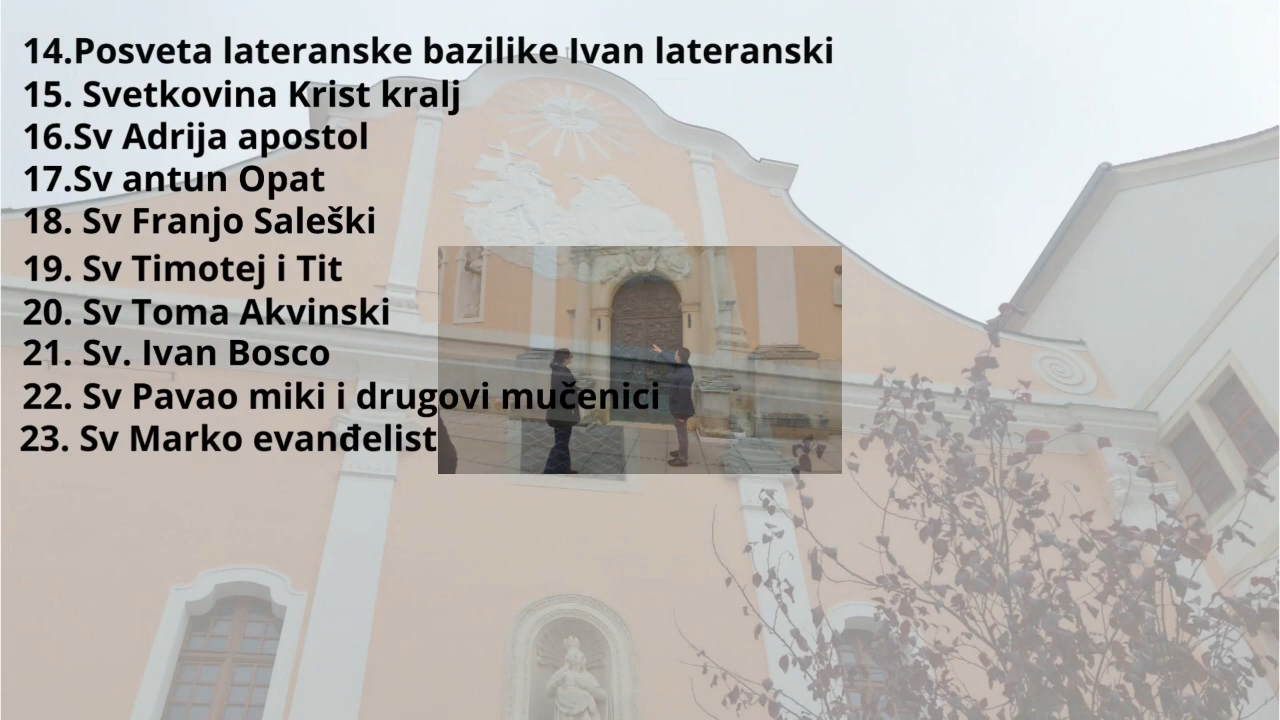 14.Posveta lateranske bazilike Ivan lateranski
15. Svetkovina Krist kralj
16.Sv Adrija apostol
17.Sv antun Opat
18. Sv Franjo Saleški
19. Sv Timotej i Tit
20. Sv Toma Akvinski
21. Sv. Ivan Bosco
22. Sv Pavao miki i drugovi mučenici
23. Sv Marko evanđelist